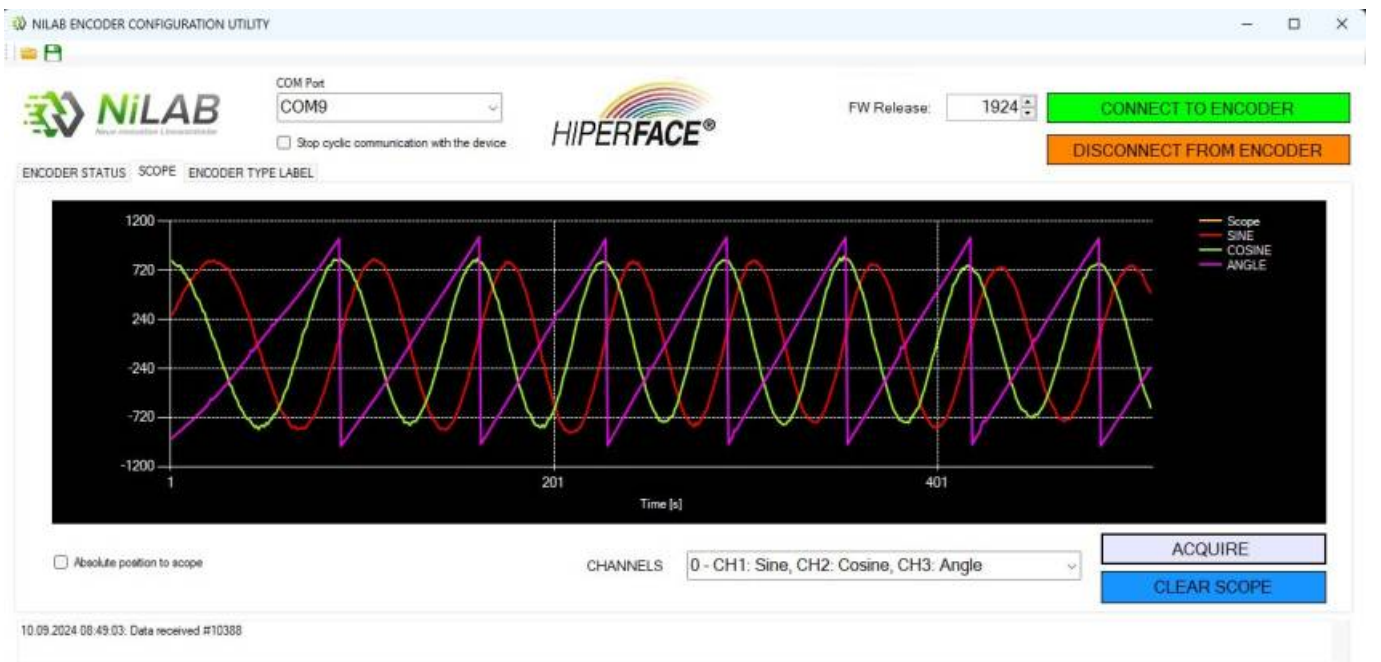 NILAB ENCODER CONFIGURATION UTILITY
NiLAB
COM Port
COM9
Stop cyclic communication with the device
HIPERFACE®
FW Release:
1924
CONNECT TO ENCODER
DISCONNECT FROM ENCODER
ENCODER STATUS SCOPE ENCODER TYPE LABEL
1200
720
240
-240
-720
-1200
1 201 401
Time [s]
Scope
SINE
COSINE
ANGLE
Absolute position to scope
CHANNELS
0 - CH1: Sine, CH2: Cosine, CH3: Angle
ACQUIRE
CLEAR SCOPE
10.09.2024 08:49:03: Data received #10388